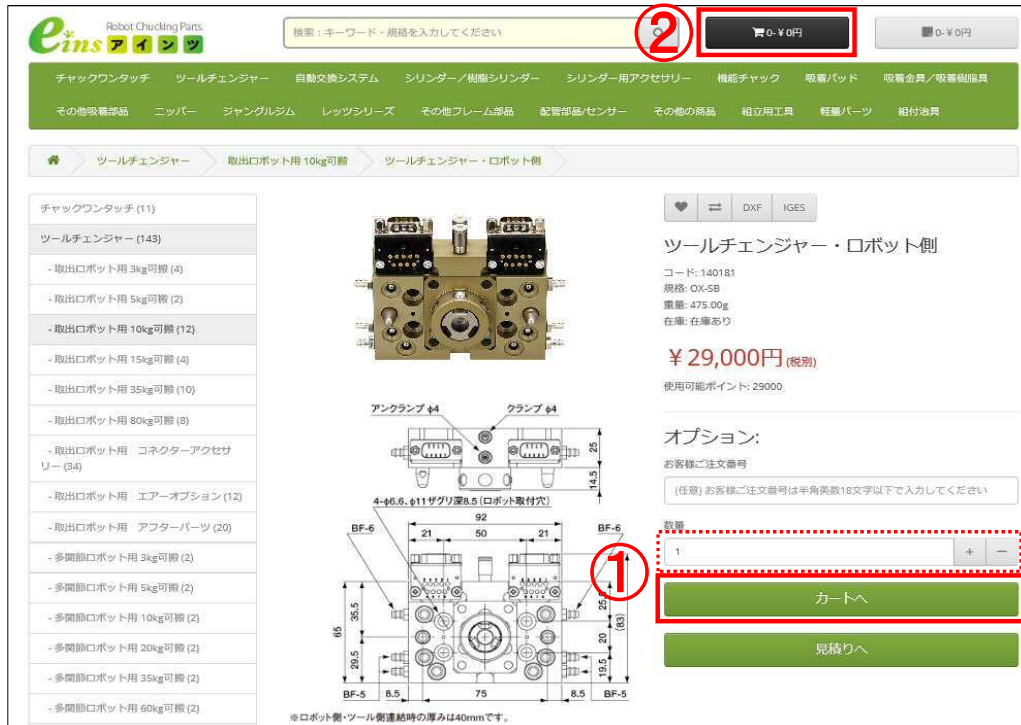 eins Robot Chucking Parts.
アインツ
検索：キーワード・規格を入力してください
②
0-¥0円
0-¥0円
チャックワンタッチ ツールチェンジャー 自動交換システム シリンダー／樹脂シリンダー シリンダー用アクセサリー 機能チャック 吸着パッド 吸着金具／吸着樹脂具
その他吸着部品 ニッパー ジャングルジム レッツシリーズ その他フレーム部品 配管部品/センサー その他の商品 組立用工具 軽量パーツ 組付治具
ツールチェンジャー 取出ロボット用 10kg可搬 ツールチェンジャー・ロボット側
チャックワンタッチ (11)
ツールチェンジャー (143)
- 取出ロボット用 3kg可搬 (4)
- 取出ロボット用 5kg可搬 (2)
- 取出ロボット用 10kg可搬 (12)
- 取出ロボット用 15kg可搬 (4)
- 取出ロボット用 35kg可搬 (10)
- 取出ロボット用 80kg可搬 (8)
- 取出ロボット用 コネクターアクセサ
リー (34)
- 取出ロボット用 エアーオプション (12)
- 取出ロボット用 アフターパーツ (20)
- 多関節ロボット用 3kg可搬 (2)
- 多関節ロボット用 5kg可搬 (2)
- 多関節ロボット用 10kg可搬 (2)
- 多関節ロボット用 20kg可搬 (2)
- 多関節ロボット用 35kg可搬 (2)
- 多関節ロボット用 60kg可搬 (2)
アンクランプ φ4 クランプ φ4
25
14.5
4-φ6.6、φ11ザグリ深8.5（ロボット取付穴）
92
BF-6 21 50 21 BF-6
65
35.5
29.5
25.5
20
19.5
(83)
BF-5 8.5 75 8.5 BF-5
※ロボット側・ツール側連結時の厚みは40mmです。
DXF IGES
ツールチェンジャー・ロボット側
コード: 140181
規格: OX-SB
重量: 475.00g
在庫: 在庫あり
¥ 29,000円 (税別)
使用可能ポイント: 29000
オプション:
お客様ご注文番号
(任意) お客様ご注文番号は半角英数18文字以下で入力してください
数量
1 + −
①
カートへ
見積りへ